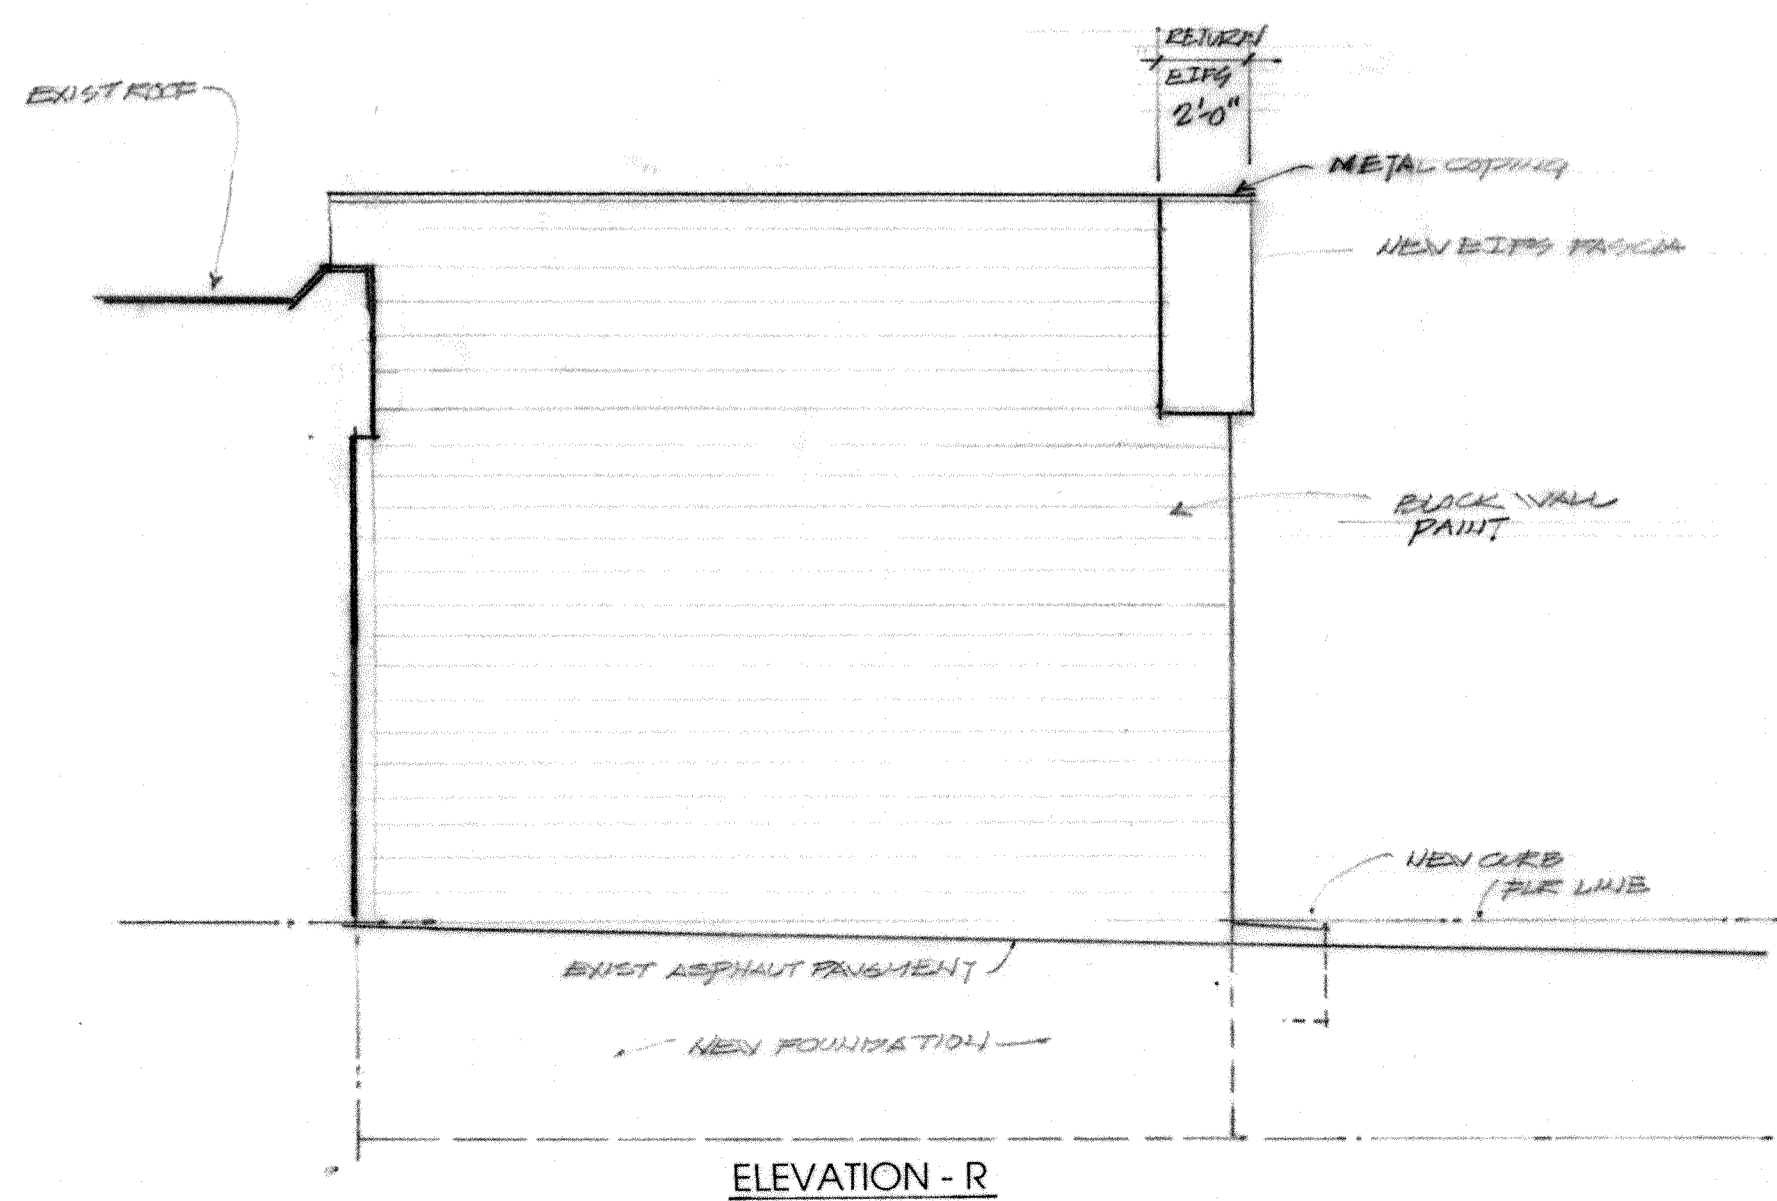 RETURN
EIFS
2'-0"
EXIST ROOF
METAL COPING
NEW EIFS FASCIA
BLOCK WALL
PAINT
NEW CURB
FLR LINE
EXIST ASPHALT PAVEMENT
NEW FOUNDATION
ELEVATION - R